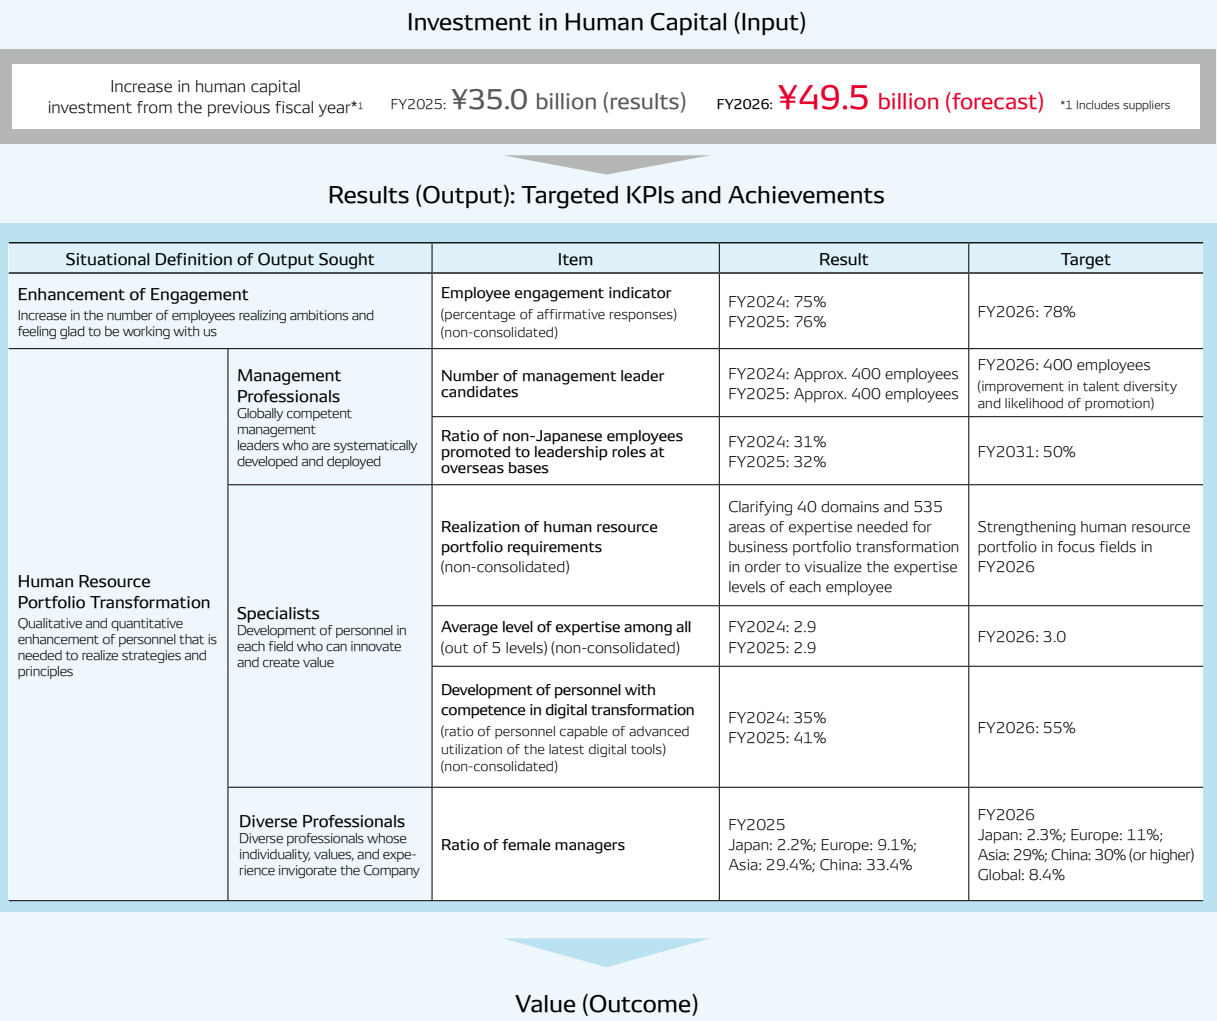 Investment in Human Capital (Input)
Increase in human capital
investment from the previous fiscal year*1
FY2025: ¥35.0 billion (results)
FY2026: ¥49.5 billion (forecast)
*1 Includes suppliers
Results (Output): Targeted KPIs and Achievements
Situational Definition of Output Sought
Item
Result
Target
Enhancement of Engagement
Increase in the number of employees realizing ambitions and
feeling glad to be working with us
Employee engagement indicator
(percentage of affirmative responses)
(non-consolidated)
FY2024: 75%
FY2025: 76%
FY2026: 78%
Human Resource
Portfolio Transformation
Qualitative and quantitative
enhancement of personnel that is
needed to realize strategies and
principles
Management
Professionals
Globally competent
management
leaders who are systematically
developed and deployed
Number of management leader
candidates
FY2024: Approx. 400 employees
FY2025: Approx. 400 employees
FY2026: 400 employees
(improvement in talent diversity
and likelihood of promotion)
Ratio of non-Japanese employees
promoted to leadership roles at
overseas bases
FY2024: 31%
FY2025: 32%
FY2031: 50%
Specialists
Development of personnel in
each field who can innovate
and create value
Realization of human resource
portfolio requirements
(non-consolidated)
Clarifying 40 domains and 535
areas of expertise needed for
business portfolio transformation
in order to visualize the expertise
levels of each employee
Strengthening human resource
portfolio in focus fields in
FY2026
Average level of expertise among all
(out of 5 levels) (non-consolidated)
FY2024: 2.9
FY2025: 2.9
FY2026: 3.0
Development of personnel with
competence in digital transformation
(ratio of personnel capable of advanced
utilization of the latest digital tools)
(non-consolidated)
FY2024: 35%
FY2025: 41%
FY2026: 55%
Diverse Professionals
Diverse professionals whose
individuality, values, and expe-
rience invigorate the Company
Ratio of female managers
FY2025
Japan: 2.2%; Europe: 9.1%;
Asia: 29.4%; China: 33.4%
FY2026
Japan: 2.3%; Europe: 11%;
Asia: 29%; China: 30% (or higher)
Global: 8.4%
Value (Outcome)